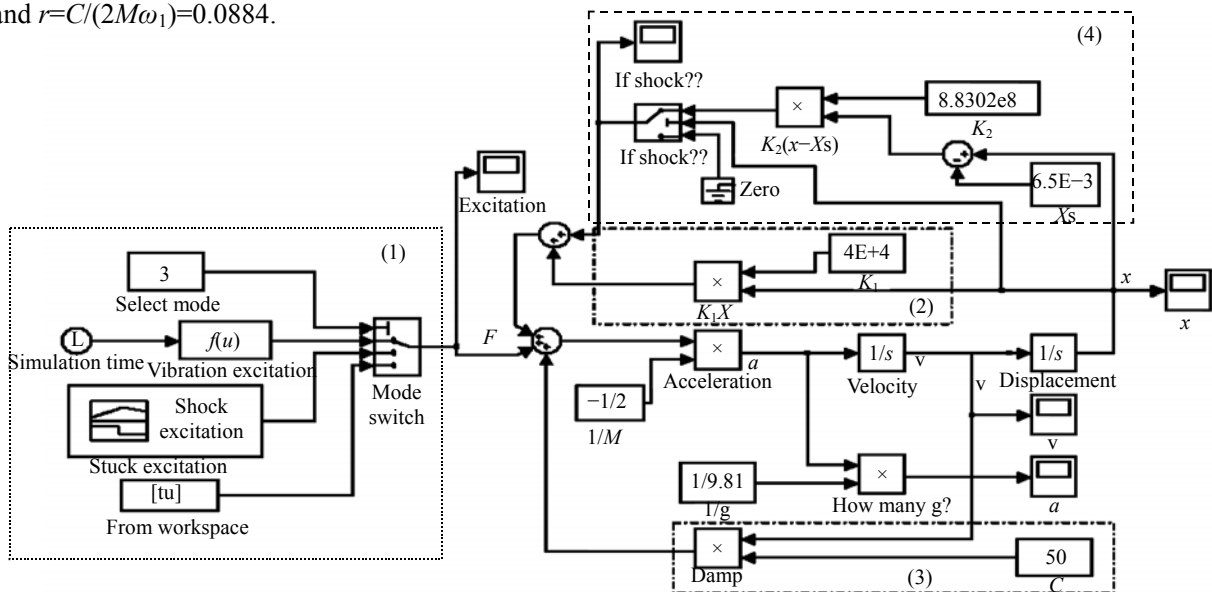 and r=C/(2Mω₁)=0.0884.
(4)
If shock??
×
8.8302e8
K₂
K₂(x−Xs)
If shock??
- +
6.5E−3
Xs
Zero
Excitation
(1)
+ +
4E+4
K₁
×
K₁X
(2)
x
x
3
Select mode
L
Simulation time
f(u)
Vibration excitation
F
Mode switch
Shock excitation
Stuck excitation
[tu]
From workspace
×
a
Acceleration
−1/2
1/M
1/s
v
Velocity
v
1/s
Displacement
v
1/9.81
1/g
×
How many g?
a
×
Damp
50
C
(3)